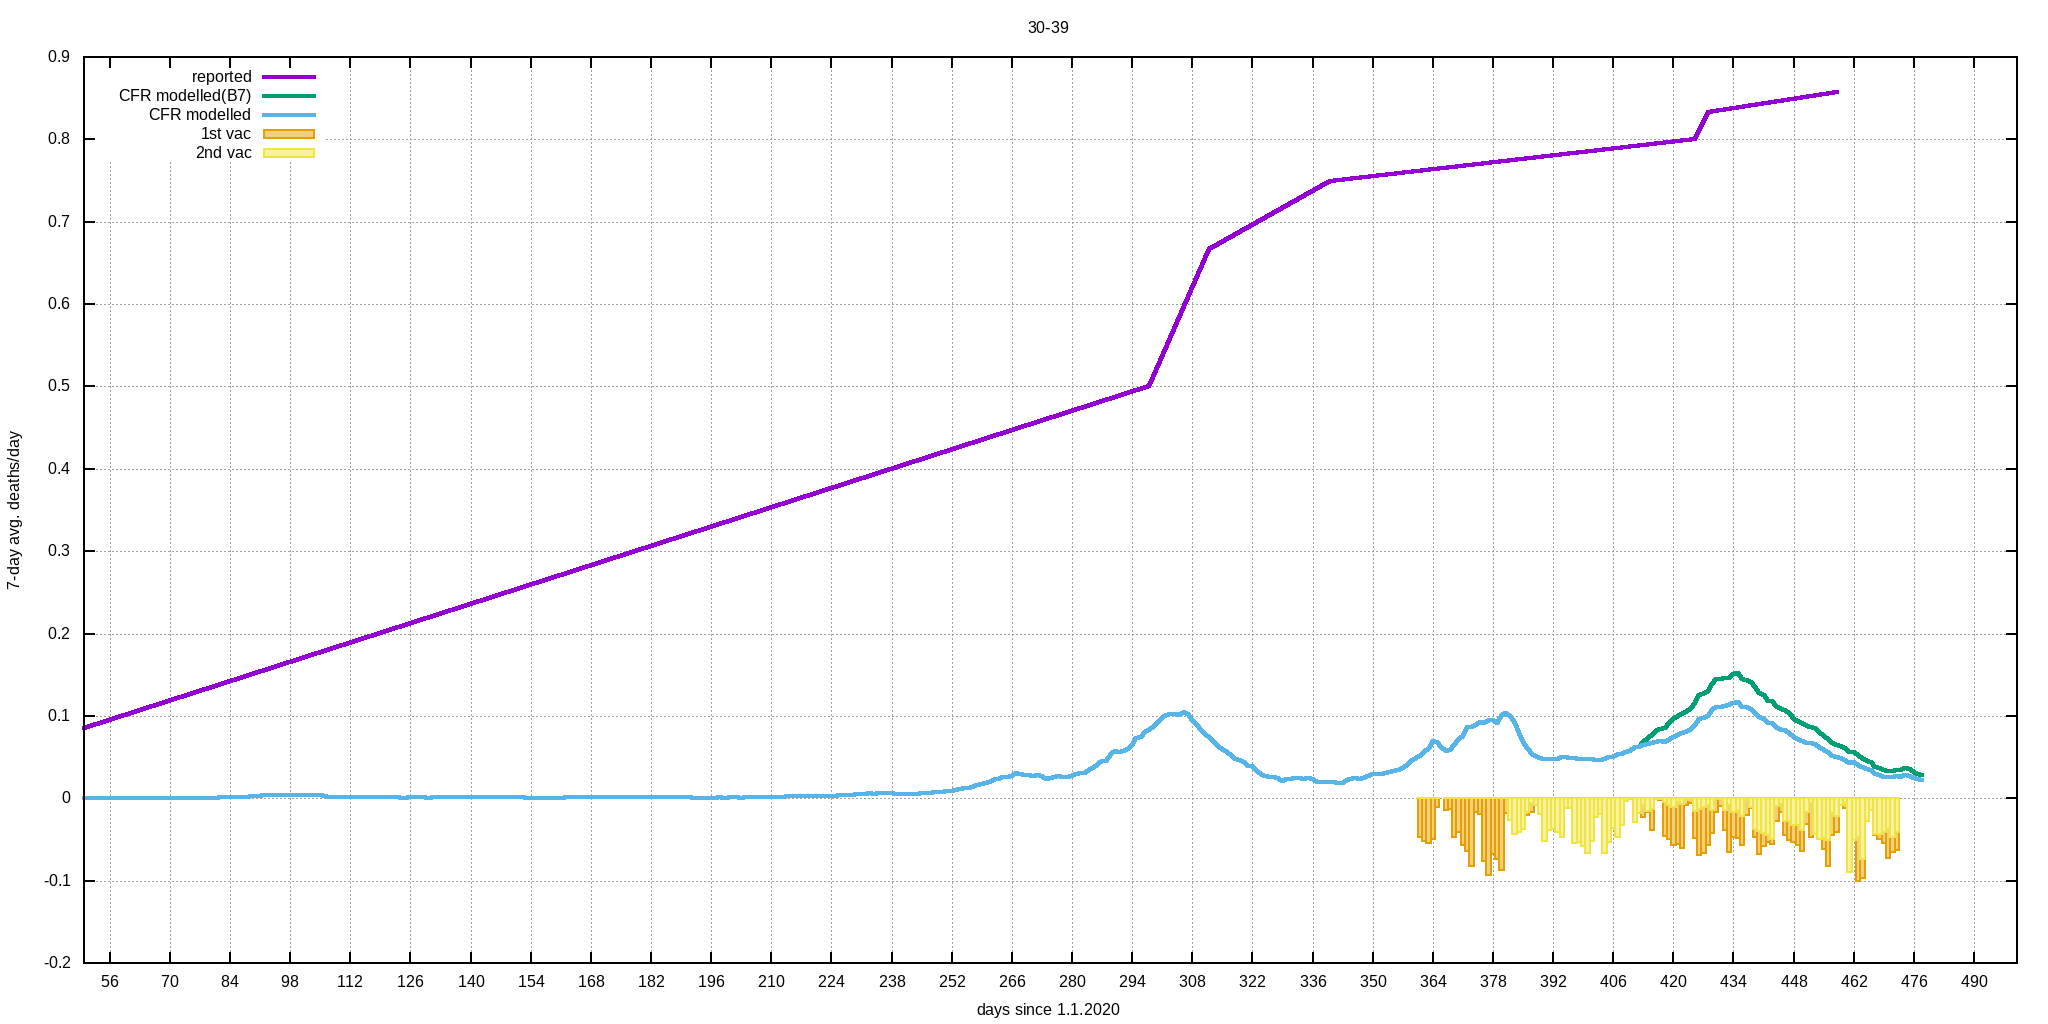 30-39
0.9
0.8
0.7
0.6
0.5
0.4
0.3
0.2
0.1
0
-0.1
-0.2
7-day avg. deaths/day
reported
CFR modelled(B7)
CFR modelled
1st vac
2nd vac
56 70 84 98 112 126 140 154 168 182 196 210 224 238 252 266 280 294 308 322 336 350 364 378 392 406 420 434 448 462 476 490
days since 1.1.2020